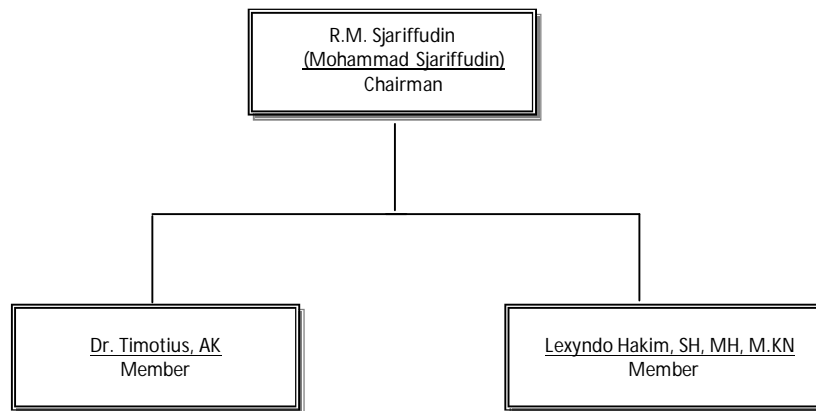 R.M. Sjariffudin
(Mohammad Sjariffudin)
Chairman
Dr. Timotius, AK
Member
Lexyndo Hakim, SH, MH, M.KN
Member